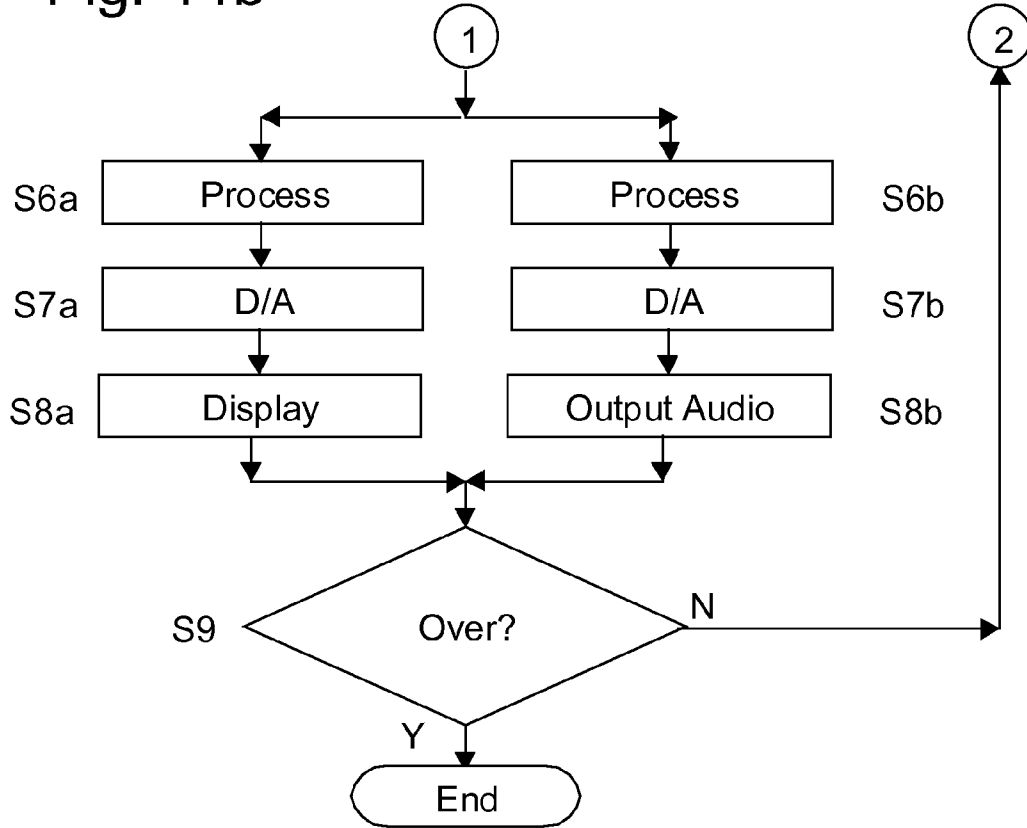 1
2
S6a
Process
Process
S6b
S7a
D/A
D/A
S7b
S8a
Display
Output Audio
S8b
S9
Over?
N
Y
End